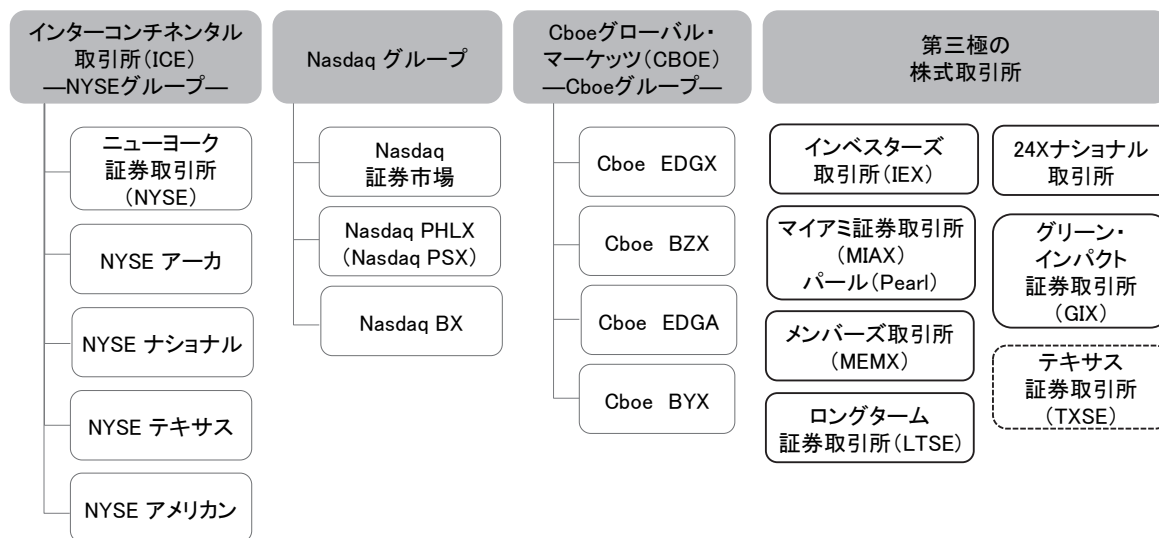 インターコンチネンタル
取引所(ICE)
―NYSEグループ―
ニューヨーク
証券取引所
(NYSE)
NYSE アーカ
NYSE ナショナル
NYSE テキサス
NYSE アメリカン
Nasdaq グループ
Nasdaq
証券市場
Nasdaq PHLX
(Nasdaq PSX)
Nasdaq BX
Cboeグローバル・
マーケッツ(CBOE)
―Cboeグループ―
Cboe EDGX
Cboe BZX
Cboe EDGA
Cboe BYX
第三極の
株式取引所
インベスターズ
取引所(IEX)
マイアミ証券取引所
(MIAX)
パール(Pearl)
メンバーズ取引所
(MEMX)
ロングターム
証券取引所(LTSE)
24Xナショナル
取引所
グリーン・
インパクト
証券取引所
(GIX)
テキサス
証券取引所
(TXSE)